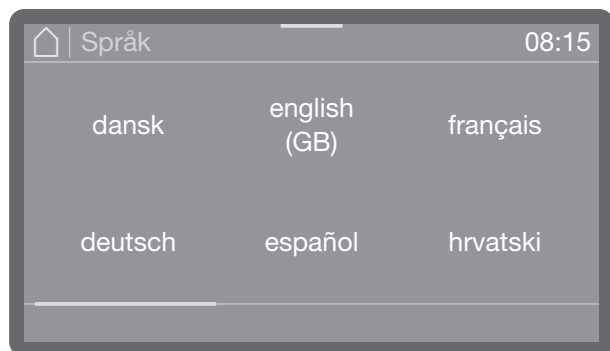 Språk 08:15
dansk
english
(GB)
français
deutsch
español
hrvatski